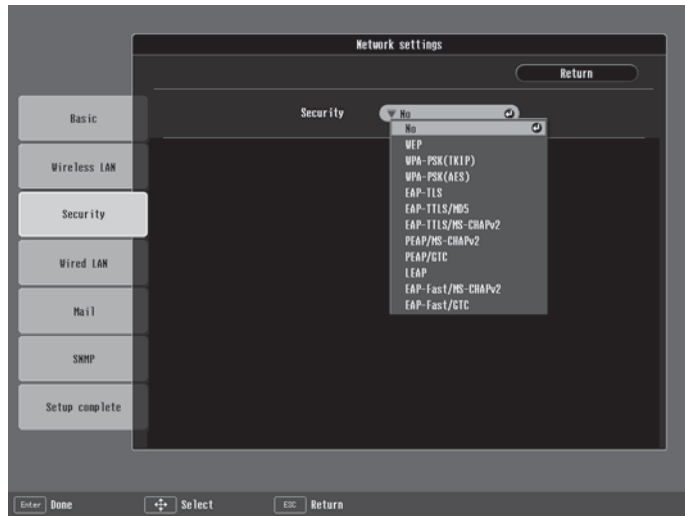 Network settings
Return
Basic
Wireless LAN
Security
Wired LAN
Mail
SNMP
Setup complete
Security No
No
WEP
WPA-PSK(TKIP)
WPA-PSK(AES)
EAP-TLS
EAP-TTLS/MD5
EAP-TTLS/MS-CHAPv2
PEAP/MS-CHAPv2
PEAP/GTC
LEAP
EAP-Fast/MS-CHAPv2
EAP-Fast/GTC
Enter Done Select ESC Return